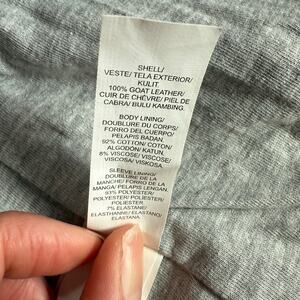 SHELL/
VESTE/ TELA EXTERIOR/
KULIT.
100% GOAT LEATHER/
CUIR DE CHÈVRE/ PIEL DE
CABRA/ BULU KAMBING.
BODY LINING/
DOUBLURE DU CORPS/
FORRO DEL CUERPO/
PELAPIS BADAN.
92% COTTON/ COTON/
ALGODÓN/ KATUN.
8% VISCOSE/ VISCOSE/
VISCOSA/ VISKOSA.
SLEEVE LINING/
DOUBLURE DE LA
MANCHE/ FORRO DE LA
MANGA/ PELAPIS LENGAN.
93% POLYESTER/
POLYESTER/ POLIÉSTER/
POLIESTER.
7% ELASTANE/
ELASTHANNE/ ELASTANO/
ELASTANA.